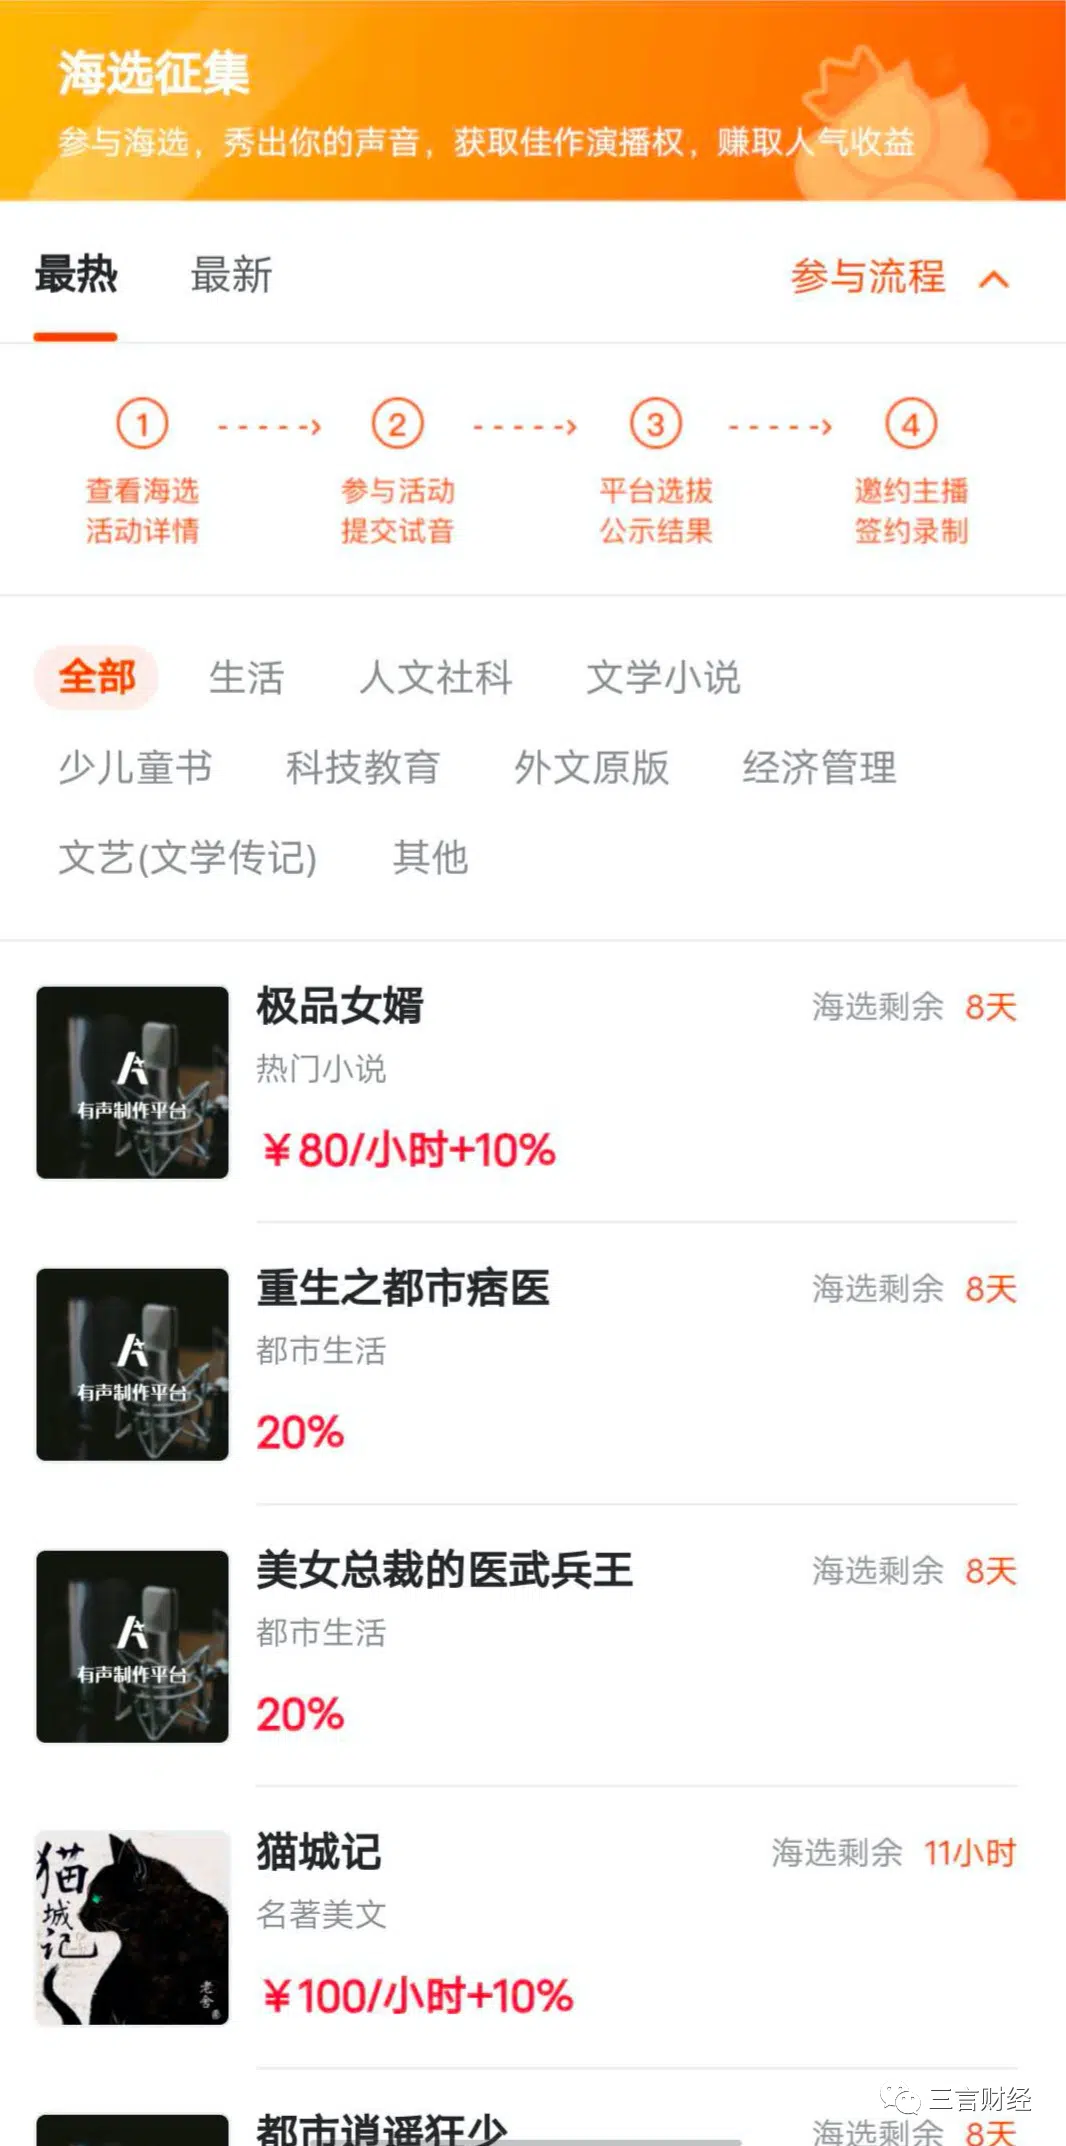 海选征集
参与海选，秀出你的声音，获取佳作演播权，赚取人气收益
最热 最新 参与流程
1 2 3 4
查看海选 参与活动 平台选拔 邀约主播
活动详情 提交试音 公示结果 签约录制
全部 生活 人文社科 文学小说
少儿童书 科技教育 外文原版 经济管理
文艺(文学传记) 其他
有声制作平台
极品女婿 海选剩余 8天
热门小说
￥80/小时+10%
有声制作平台
重生之都市痞医 海选剩余 8天
都市生活
20%
有声制作平台
美女总裁的医武兵王 海选剩余 8天
都市生活
20%
猫城记
老舍
猫城记 海选剩余 11小时
名著美文
￥100/小时+10%
三言财经
都市逍遥狂少 海选剩余 8天